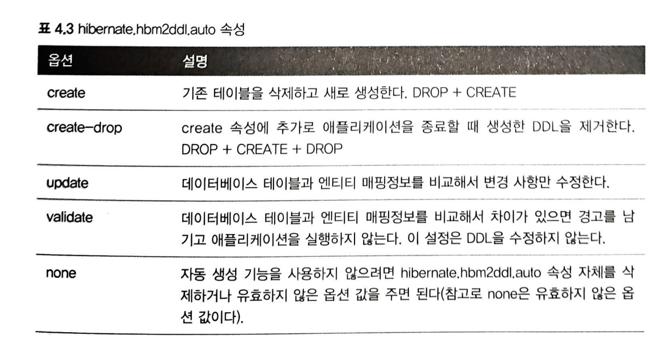 표 4.3 hibernate.hbm2ddl.auto 속성
옵션 설명
create 기존 테이블을 삭제하고 새로 생성한다. DROP + CREATE
create-drop create 속성에 추가로 애플리케이션을 종료할 때 생성한 DDL을 제거한다.
DROP + CREATE + DROP
update 데이터베이스 테이블과 엔티티 매핑정보를 비교해서 변경 사항만 수정한다.
validate 데이터베이스 테이블과 엔티티 매핑정보를 비교해서 차이가 있으면 경고를 남
기고 애플리케이션을 실행하지 않는다. 이 설정은 DDL을 수정하지 않는다.
none 자동 생성 기능을 사용하지 않으려면 hibernate.hbm2ddl.auto 속성 자체를 삭
제하거나 유효하지 않은 옵션 값을 주면 된다(참고로 none은 유효하지 않은 옵
션 값이다).